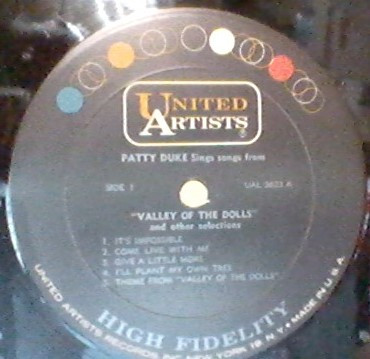 UNITED
ARTISTS
PATTY DUKE Sings songs from
SIDE 1
"VALLEY OF THE DOLLS"
and other selections
1. IT'S IMPOSSIBLE
2. COME LIVE WITH ME
3. GIVE A LITTLE MORE
4. I'LL PLANT MY OWN TREE
5. THEME FROM "VALLEY OF THE DOLLS"
HIGH FIDELITY
UNITED ARTISTS RECORDS, INC. NEW YORK 19, N.Y. • MADE IN U.S.A.